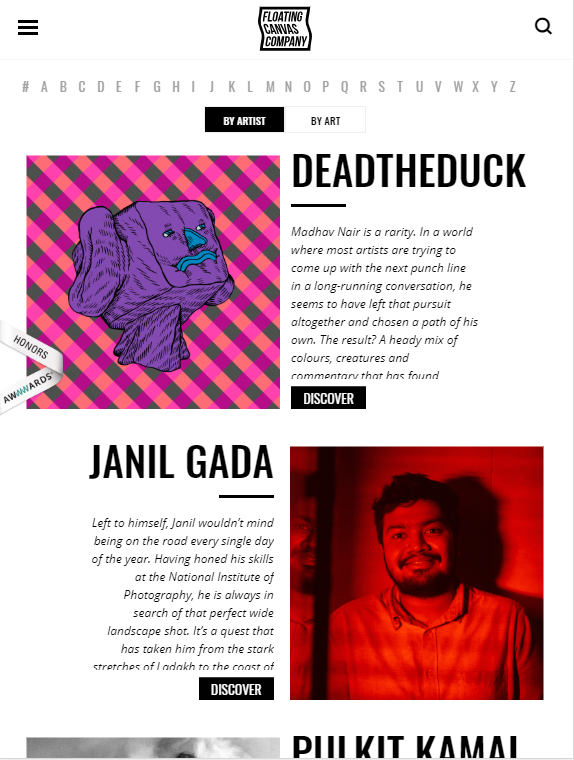 FLOATING
CANVAS
COMPANY
# A B C D E F G H I J K L M N O P Q R S T U V W X Y Z
BY ARTIST BY ART
DEADTHEDUCK
Madhav Nair is a rarity. In a world
where most artists are trying to
come up with the next punch line
in a long-running conversation, he
seems to have left that pursuit
altogether and chosen a path of his
own. The result? A heady mix of
colours, creatures and
commentary that has found
DISCOVER
HONORS
AWWWARDS
JANIL GADA
Left to himself, Janil wouldn't mind
being on the road every single day
of the year. Having honed his skills
at the National Institute of
Photography, he is always in
search of that perfect wide
landscape shot. It's a quest that
has taken him from the stark
stretches of Ladakh to the coast of
DISCOVER
PULKIT KAMAL